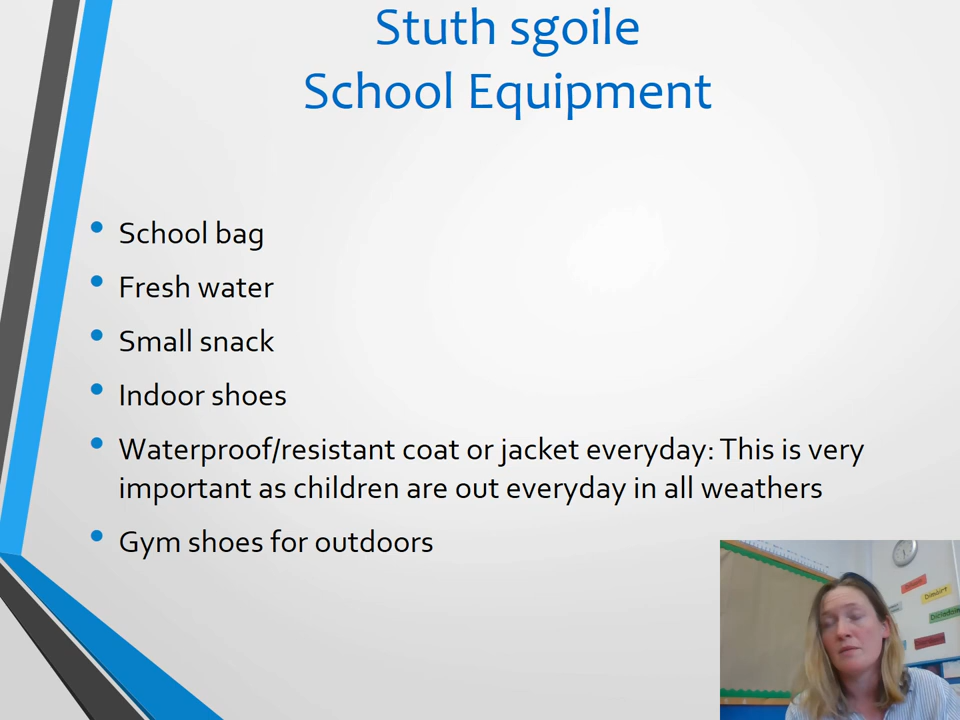 Stuth sgoile
School Equipment
School bag
Fresh water
Small snack
Indoor shoes
Waterproof/resistant coat or jacket everyday: This is very
important as children are out everyday in all weathers
Gym shoes for outdoors